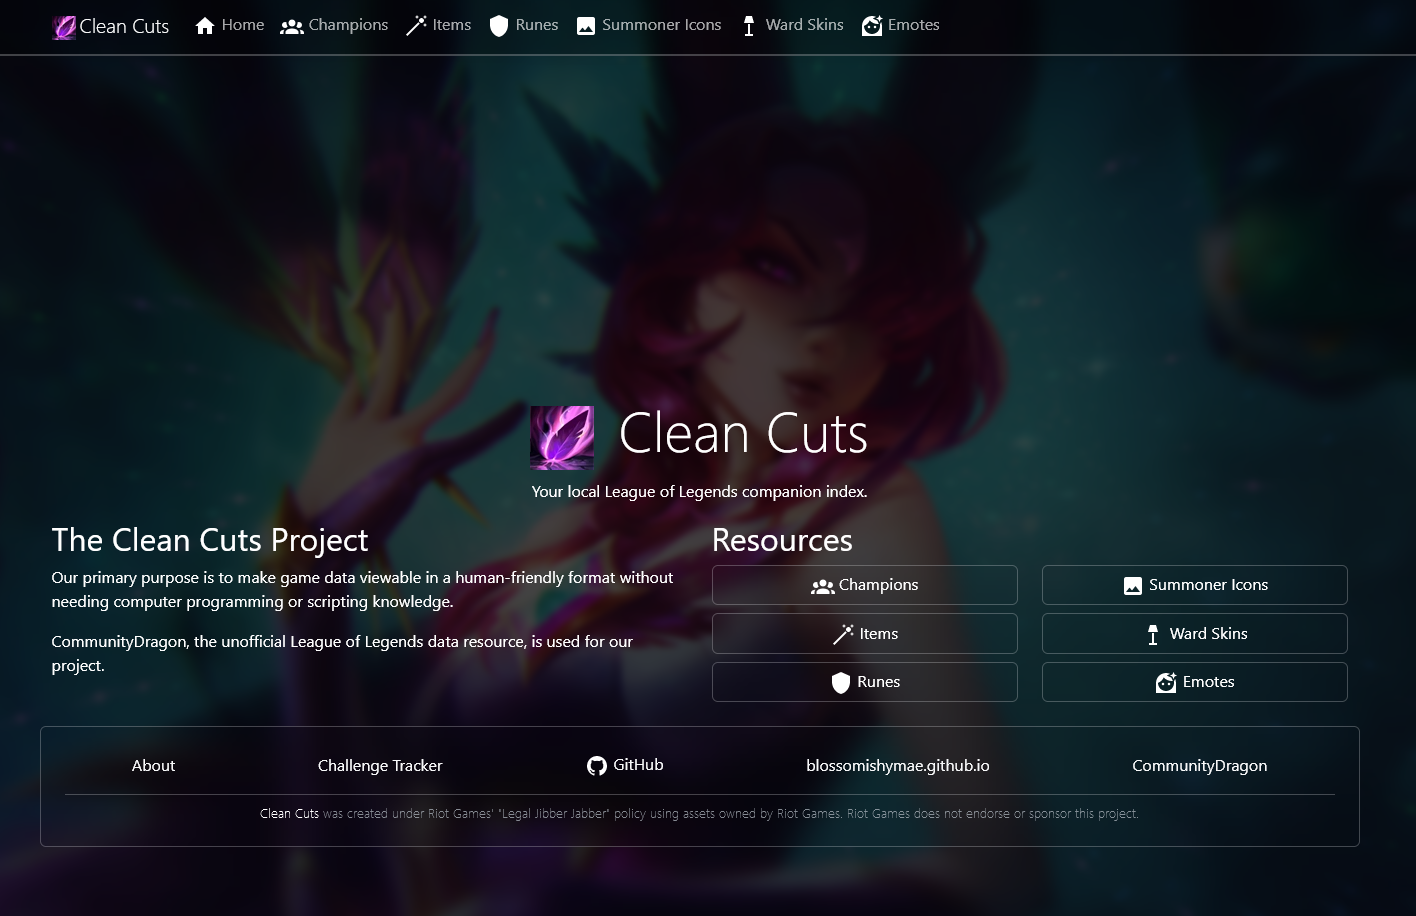 Clean Cuts Home Champions Items Runes Summoner Icons Ward Skins Emotes
Clean Cuts
Your local League of Legends companion index.
The Clean Cuts Project
Our primary purpose is to make game data viewable in a human-friendly format without
needing computer programming or scripting knowledge.
CommunityDragon, the unofficial League of Legends data resource, is used for our
project.
Resources
Champions Summoner Icons
Items Ward Skins
Runes Emotes
About Challenge Tracker GitHub blossomishymae.github.io CommunityDragon
Clean Cuts was created under Riot Games' "Legal Jibber Jabber" policy using assets owned by Riot Games. Riot Games does not endorse or sponsor this project.